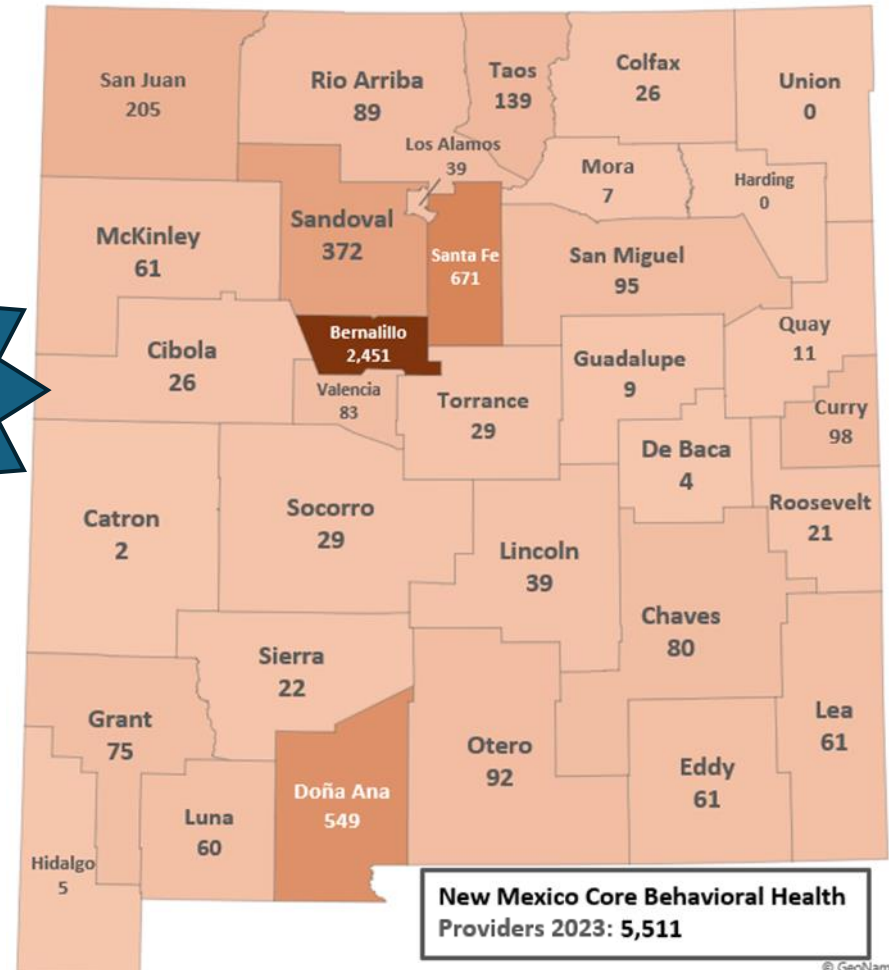 San Juan
205
Rio Arriba
89
Taos
139
Colfax
26
Union
0
Los Alamos
39
Mora
7
Harding
0
McKinley
61
Sandoval
372
Santa Fe
671
San Miguel
95
Bernalillo
2,451
Cibola
26
Valencia
83
Torrance
29
Guadalupe
9
Quay
11
Curry
98
De Baca
4
Catron
2
Socorro
29
Lincoln
39
Roosevelt
21
Chaves
80
Sierra
22
Grant
75
Doña Ana
549
Otero
92
Eddy
61
Lea
61
Luna
60
Hidalgo
5
New Mexico Core Behavioral Health
Providers 2023: 5,511
© GeoNam